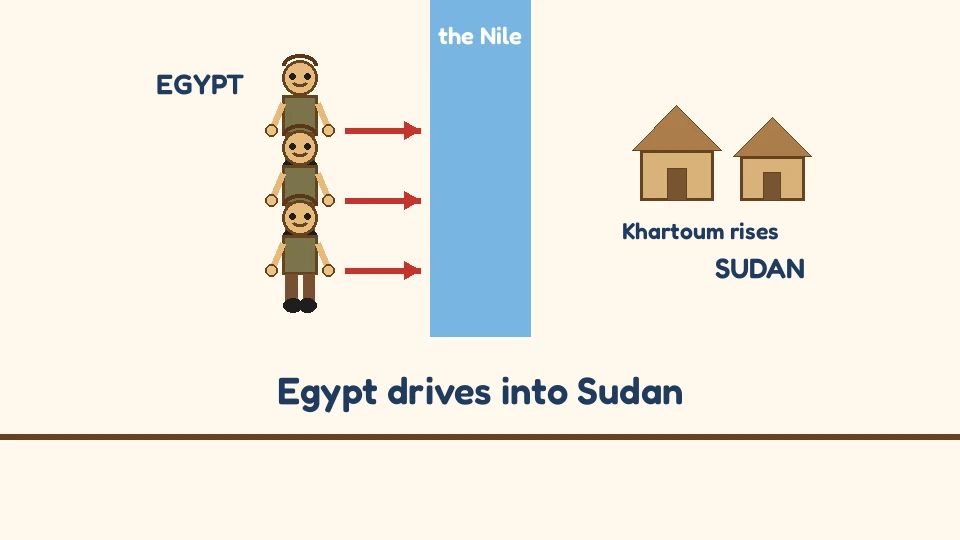 the Nile
EGYPT
Khartoum rises
SUDAN
Egypt drives into Sudan